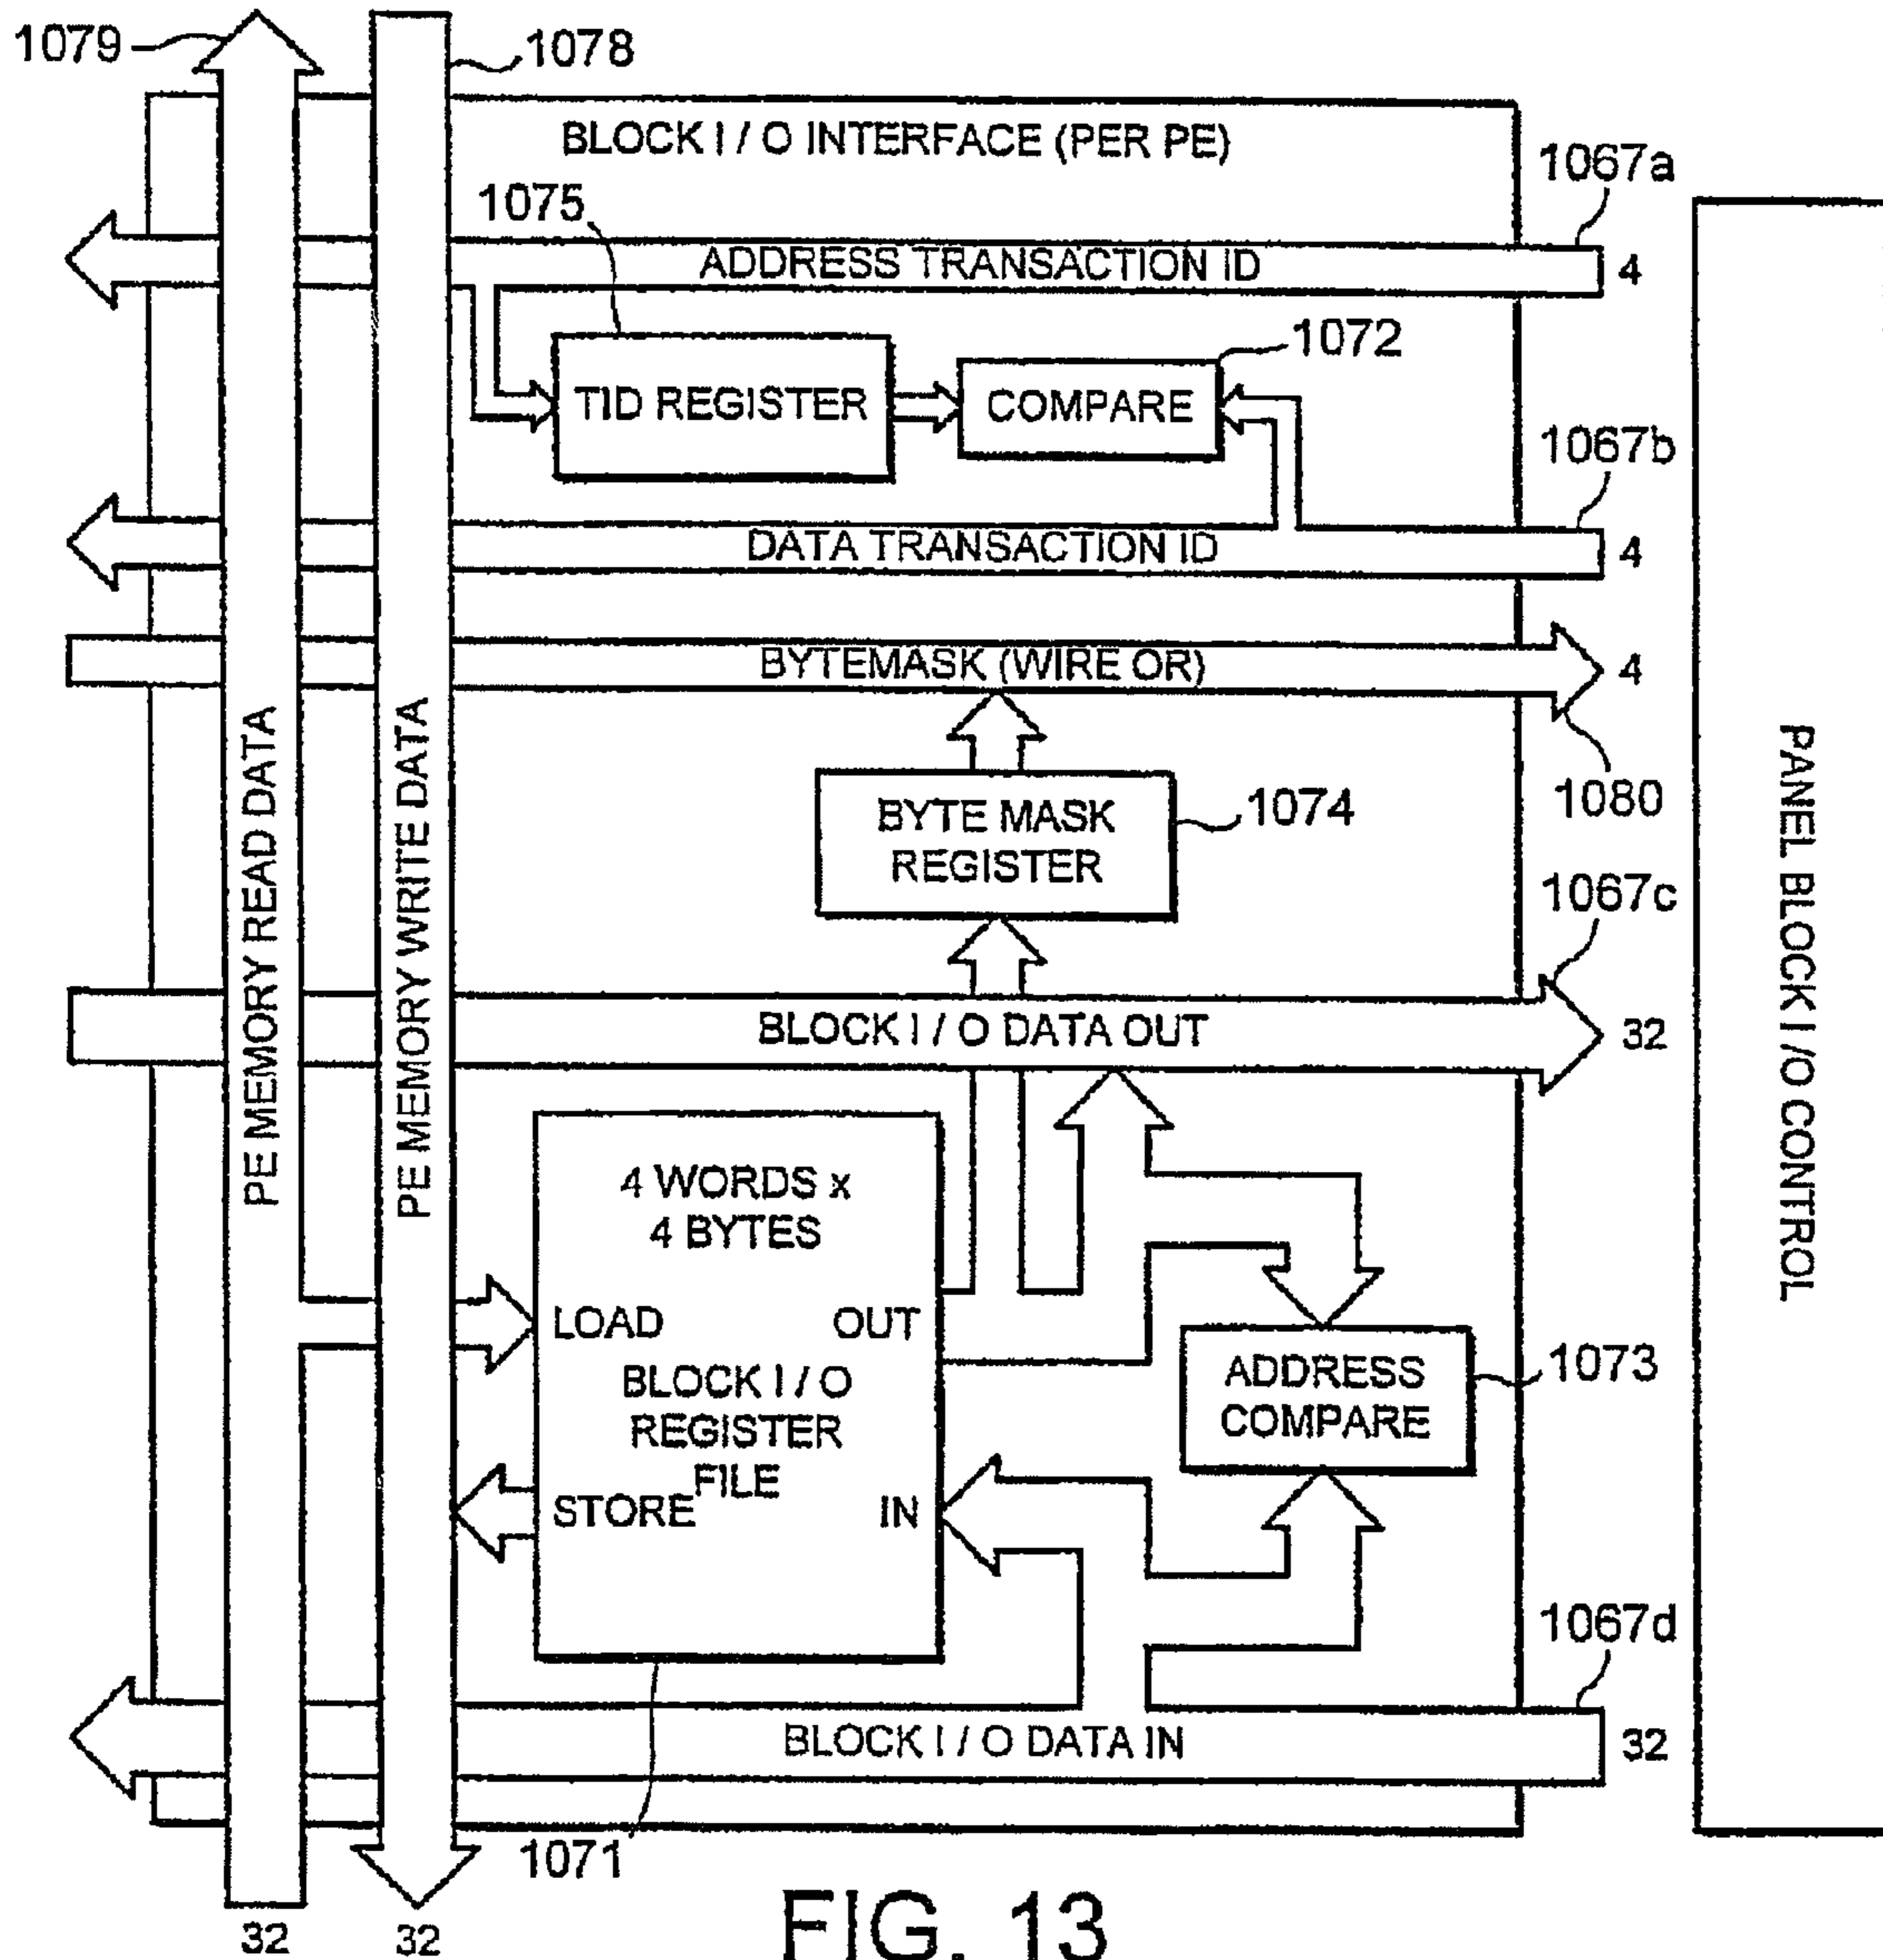 1079
1078
BLOCK I / O INTERFACE (PER PE)
1075
1067a
ADDRESS TRANSACTION ID
4
1072
TID REGISTER
COMPARE
1067b
DATA TRANSACTION ID
4
BYTEMASK (WIRE OR)
4
1080
BYTE MASK
REGISTER
1074
1067c
BLOCK I / O DATA OUT
32
PE MEMORY READ DATA
PE MEMORY WRITE DATA
PANEL BLOCK I/O CONTROL
4 WORDS x
4 BYTES
LOAD
OUT
BLOCK I / O
REGISTER
FILE
STORE
IN
ADDRESS
COMPARE
1073
1067d
BLOCK I / O DATA IN
32
1071
32
32
FIG. 13